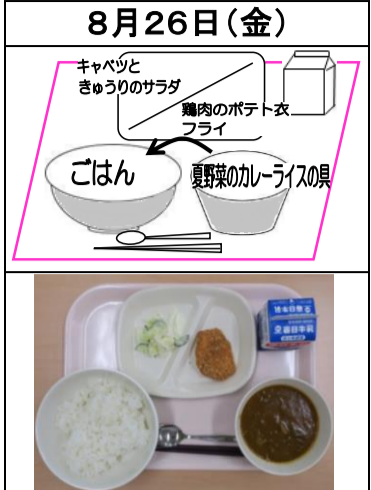 8月26日(金)
キャベツと
きゅうりのサラダ
鶏肉のポテト衣
フライ
ごはん
夏野菜のカレーライスの具